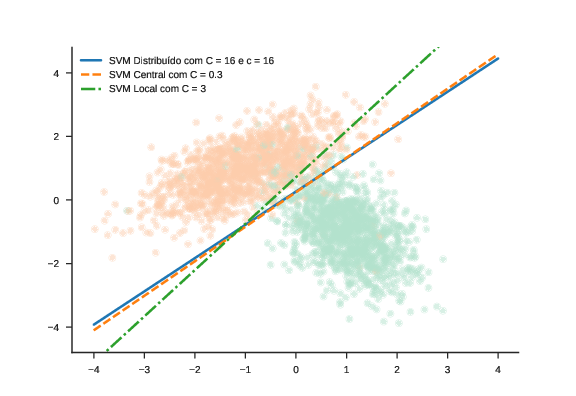 SVM Distribuído com C = 16 e c = 16
SVM Central com C = 0.3
SVM Local com C = 3
4
2
0
−2
−4
−4 −3 −2 −1 0 1 2 3 4